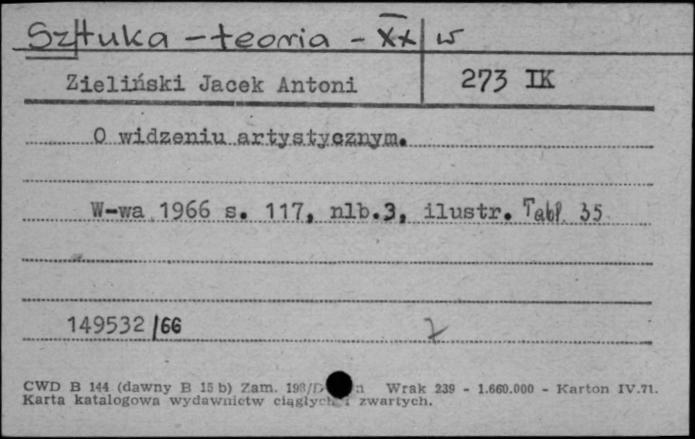 Sztuka - teoria - XX w
Zieliński Jacek Antoni 273 IK
O widzeniu artystycznym.
W-wa 1966 s. 117, nlb.3, ilustr. Tabl. 35
149532/66
CWD B 144 (dawny B 15 b) Zam. Wrak 239 - 1.660.000 - Karton IV.71.
Karta katalogowa wydawnictw ciągłych i zwartych.